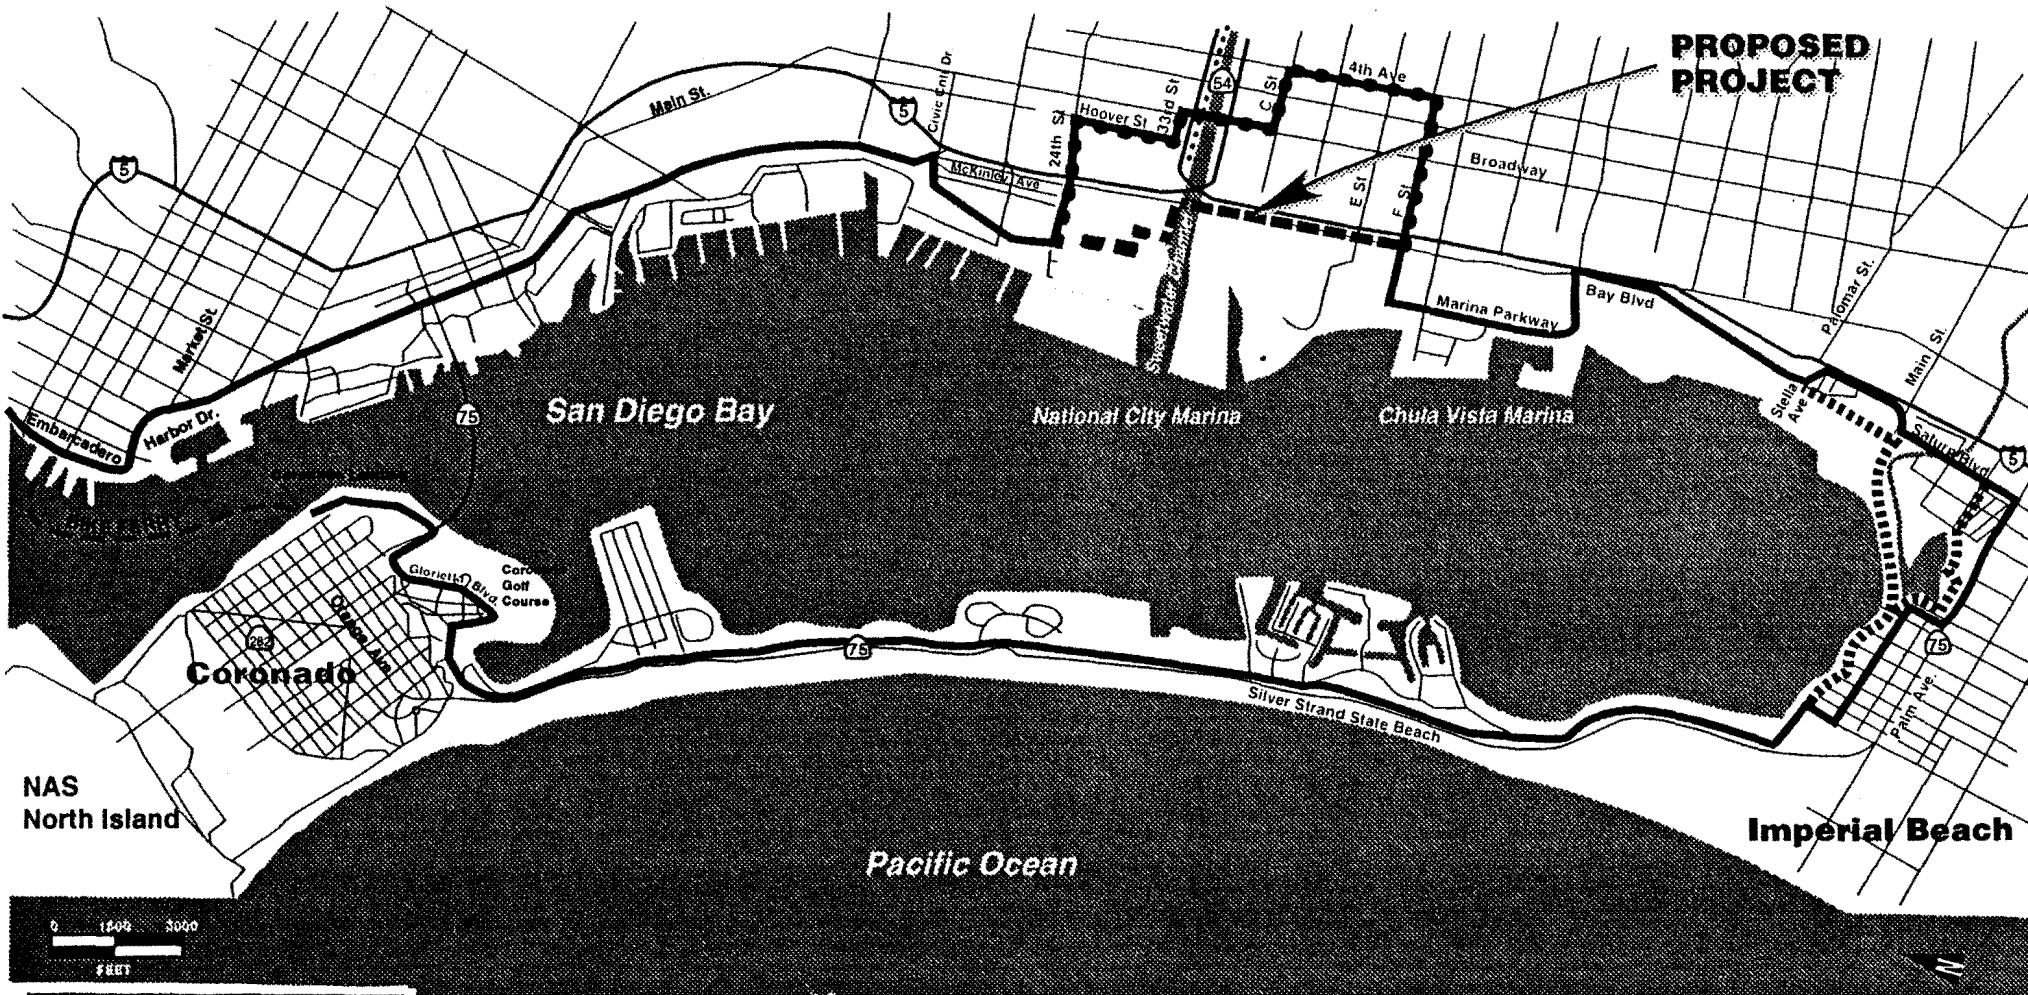 PROPOSED
PROJECT
4th Ave
54
C St
33rd St
Hoover St
24th St
Civic Cntr Dr.
5
Main St.
5
McKinley Ave
Broadway
E St
F St
Bay Blvd
Marina Parkway
Palomar St.
Main St.
Stella
Ave
Saturn Blvd
5
Market St.
Harbor Dr.
Embarcadero
75
San Diego Bay
National City Marina
Chula Vista Marina
Glorietta Blvd.
Golf
Course
Coronado
75
75
Palm Ave.
Silver Strand State Beach
NAS
North Island
Imperial Beach
Pacific Ocean
0 1500 3000
FEET
N